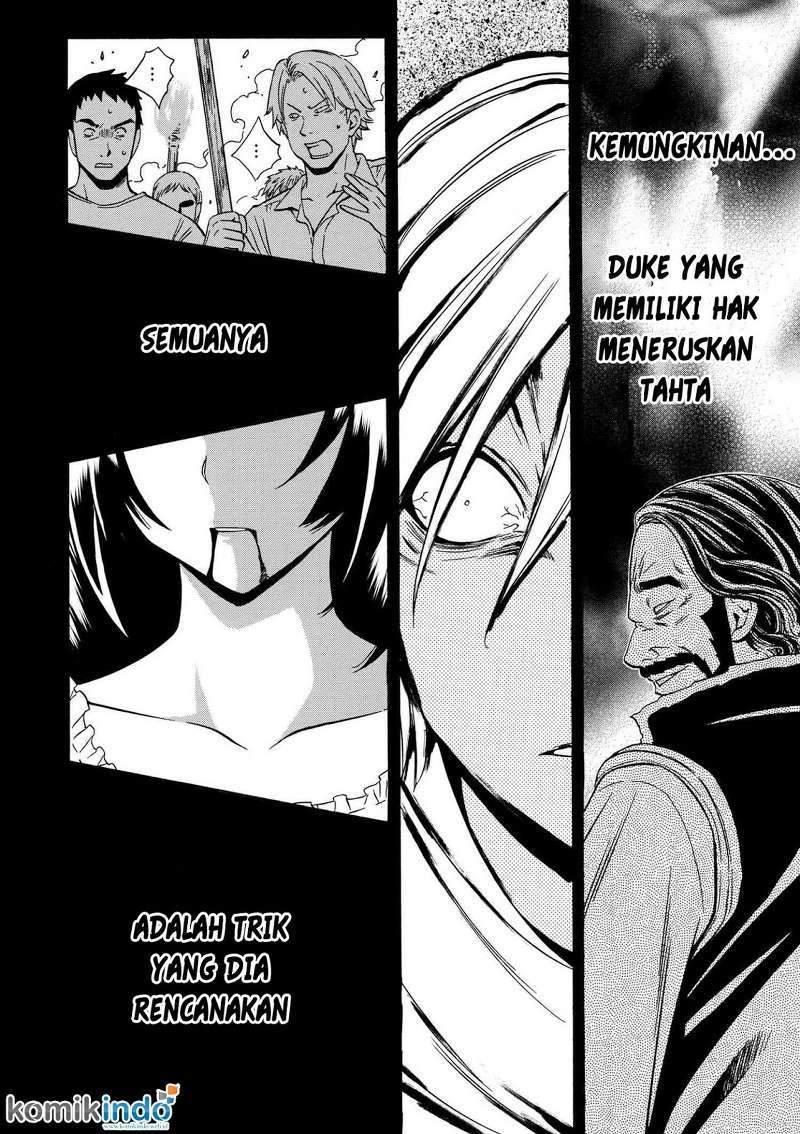 KEMUNGKINAN...
DUKE YANG
MEMILIKI HAK
MENERUSKAN
TAHTA
...
...
SEMUANYA
ADALAH TRIK
YANG DIA
RENCANAKAN
komikindo